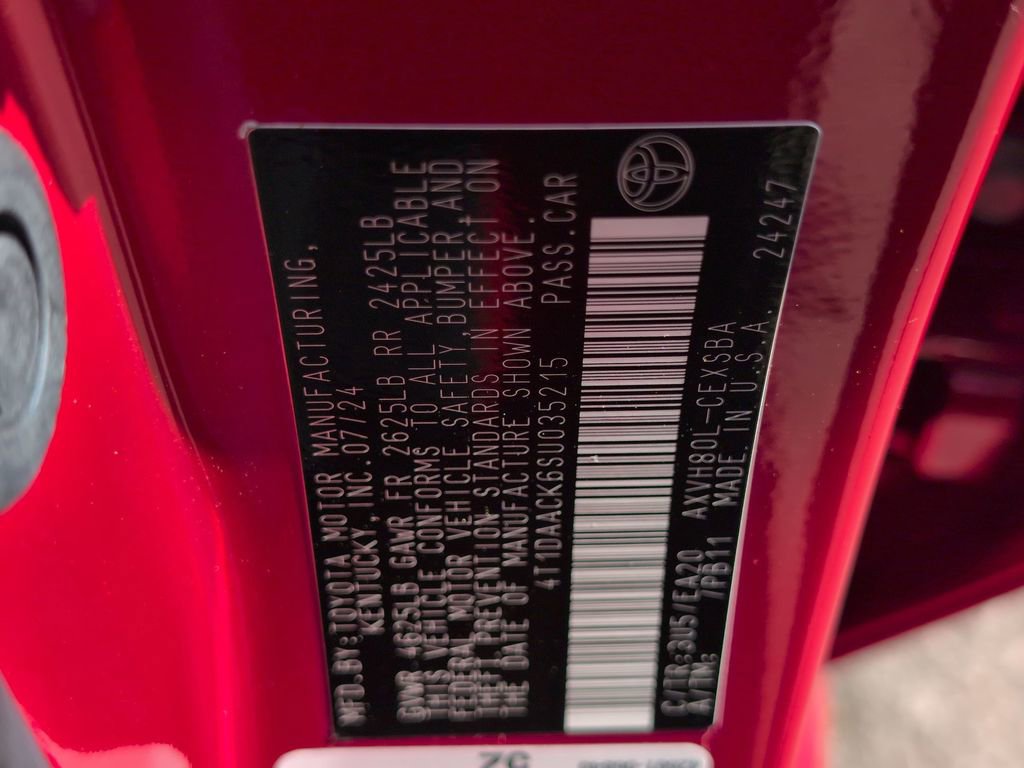 MFD.BY:TOYOTA MOTOR MANUFACTURING,
KENTUCKY, INC.07/24
GVWR 4625LB GAWR FR 2625LB RR 2425LB
THIS VEHICLE CONFORMS TO ALL APPLICABLE
FEDERAL MOTOR VEHICLE SAFETY,BUMPER,AND
THEFT PREVENTION STANDARDS IN EFFECT ON
THE DATE OF MANUFACTURE SHOWN ABOVE.
4T1DAACK6SU035215 PASS.CAR
C/TR:3U5/EA20 AXVH80L-CEXSBA
A/TM: 7PB11 MADE IN U.S.A. 24247